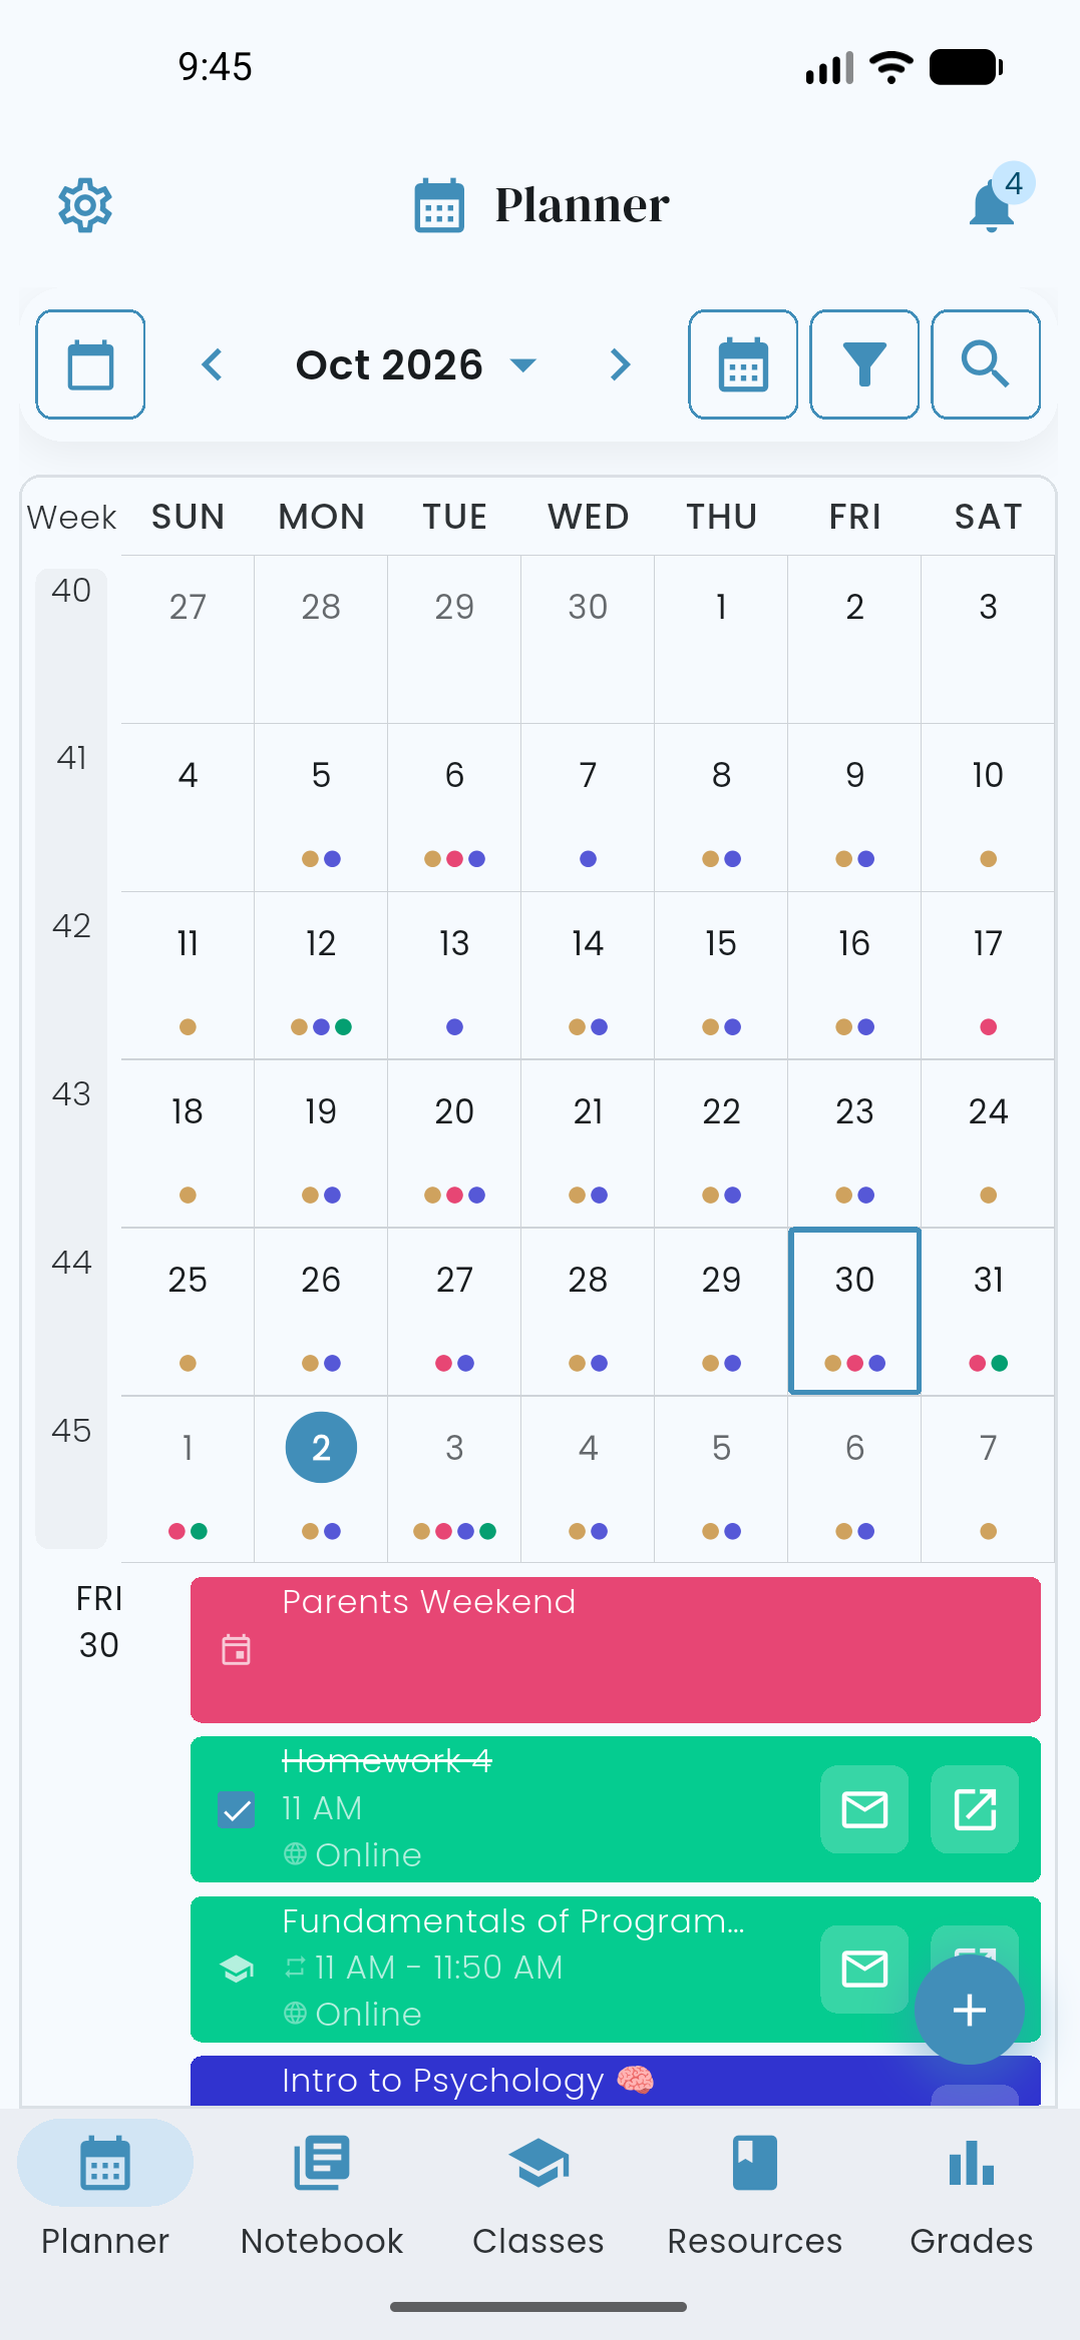 9:45
Planner
4
Oct 2026
Week SUN MON TUE WED THU FRI SAT
40 27 28 29 30 1 2 3
41 4 5 6 7 8 9 10
42 11 12 13 14 15 16 17
43 18 19 20 21 22 23 24
44 25 26 27 28 29 30 31
45 1 2 3 4 5 6 7
FRI
30
Parents Weekend
Homework 4
11 AM
Online
Fundamentals of Program...
11 AM - 11:50 AM
Online
Intro to Psychology 🧠
Planner Notebook Classes Resources Grades